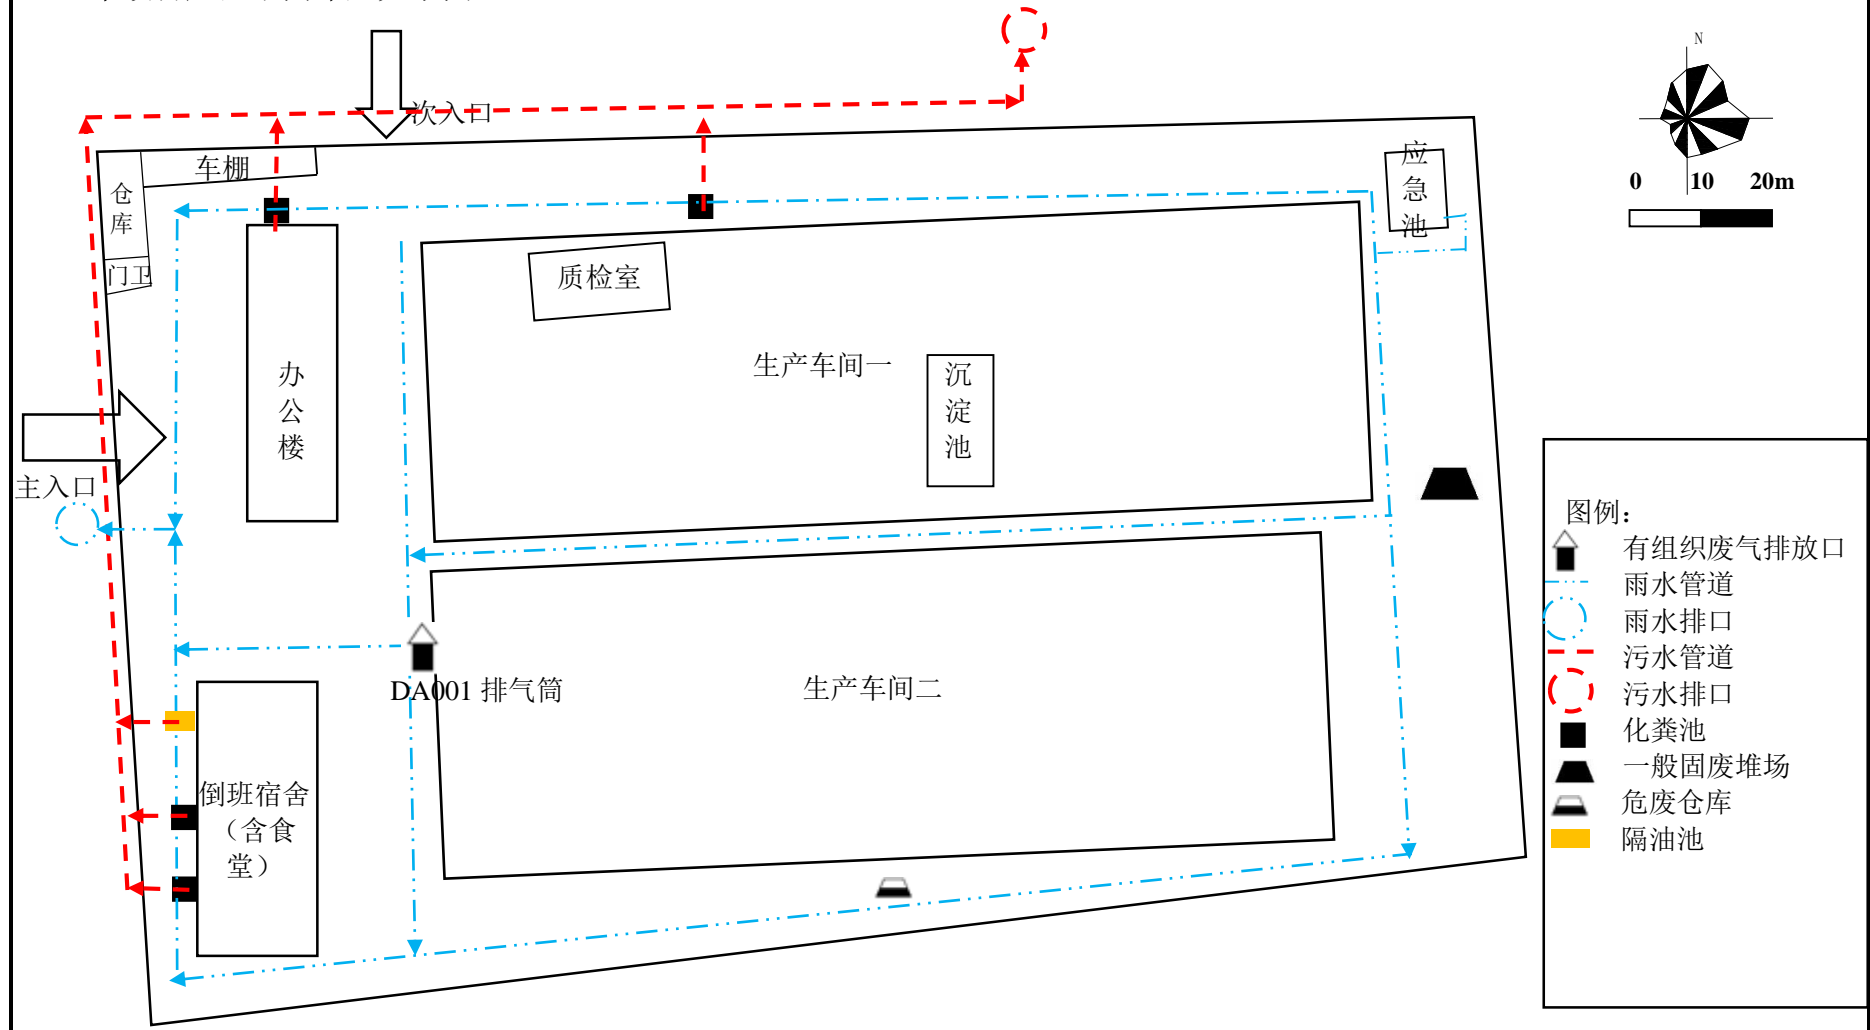 N
次入口
车棚
仓
库
门卫
应
急
池
0 10 20m
质检室
生产车间一
沉
淀
池
办
公
楼
主入口
图例：
有组织废气排放口
雨水管道
雨水排口
污水管道
污水排口
化粪池
一般固废堆场
危废仓库
隔油池
DA001 排气筒
生产车间二
倒班宿舍
（含食
堂）